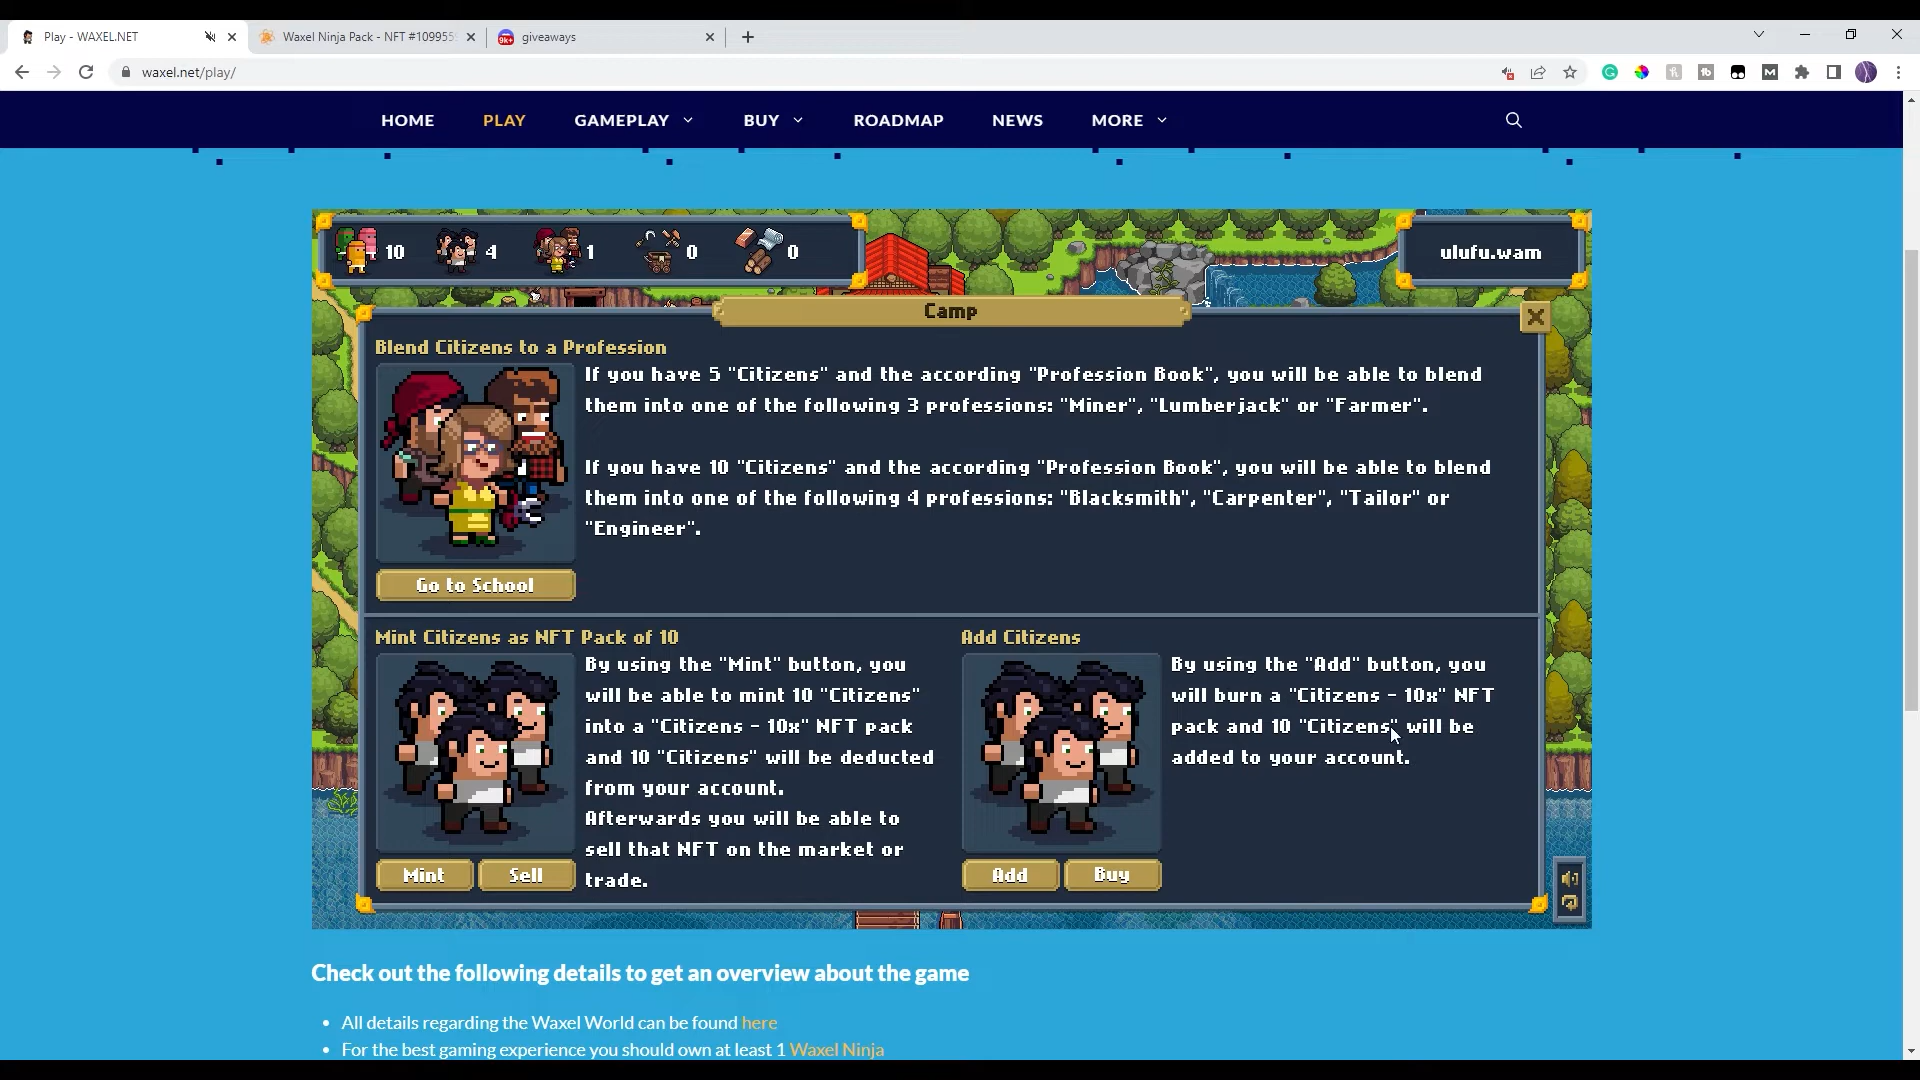 Play - WAXEL.NET
Waxel Ninja Pack - NFT #109955
giveaways
waxel.net/play/
HOME
PLAY
GAMEPLAY
BUY
ROADMAP
NEWS
MORE
10
4
1
0
0
ulufu.wam
Camp
Blend Citizens to a Profession
If you have 5 "Citizens" and the according "Profession Book", you will be able to blend
them into one of the following 3 professions: "Miner", "Lumberjack" or "Farmer".
If you have 10 "Citizens" and the according "Profession Book", you will be able to blend
them into one of the following 4 professions: "Blacksmith", "Carpenter", "Tailor" or
"Engineer".
Go to School
Mint Citizens as NFT Pack of 10
By using the "Mint" button, you
will be able to mint 10 "Citizens"
into a "Citizens - 10x" NFT pack
and 10 "Citizens" will be deducted
from your account.
Afterwards you will be able to
sell that NFT on the market or
trade.
Mint
Sell
Add Citizens
By using the "Add" button, you
will burn a "Citizens - 10x" NFT
pack and 10 "Citizens" will be
added to your account.
Add
Buy
Check out the following details to get an overview about the game
• All details regarding the Waxel World can be found here
• For the best gaming experience you should own at least 1 Waxel Ninja